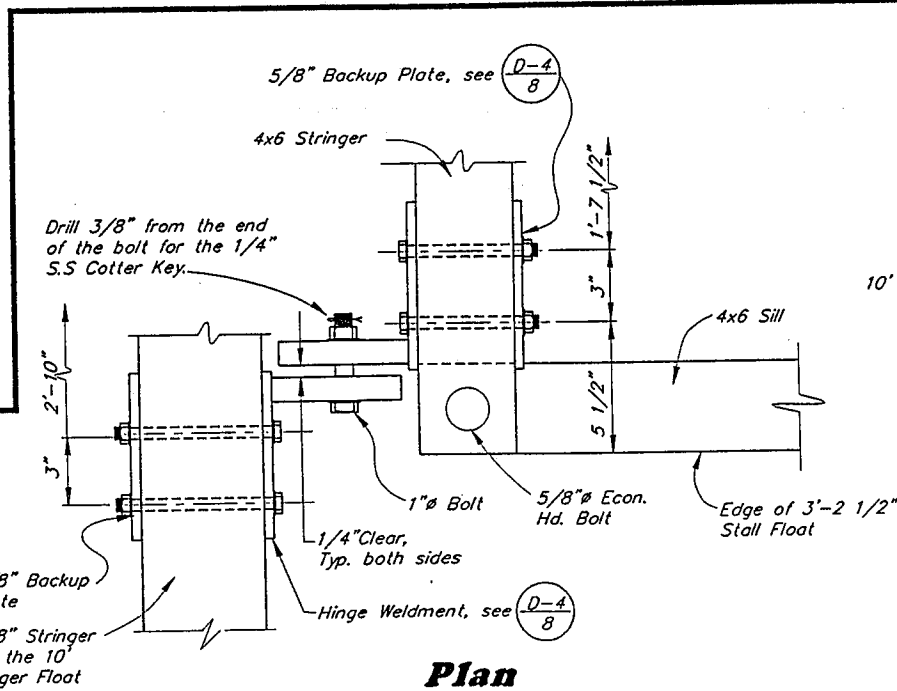 5/8" Backup Plate, see
D-4
8
4x6 Stringer
Drill 3/8" from the end
of the bolt for the 1/4"
S.S Cotter Key.
1'-7 1/2"
3"
5 1/2"
10'
4x6 Sill
2'-10"
3"
1"ø Bolt
5/8"ø Econ.
Hd. Bolt
Edge of 3'-2 1/2"
Stall Float
1/4"Clear,
Typ. both sides
8" Backup
Hinge Weldment, see
D-4
8
8" Stringer
the 10'
Float
Plan